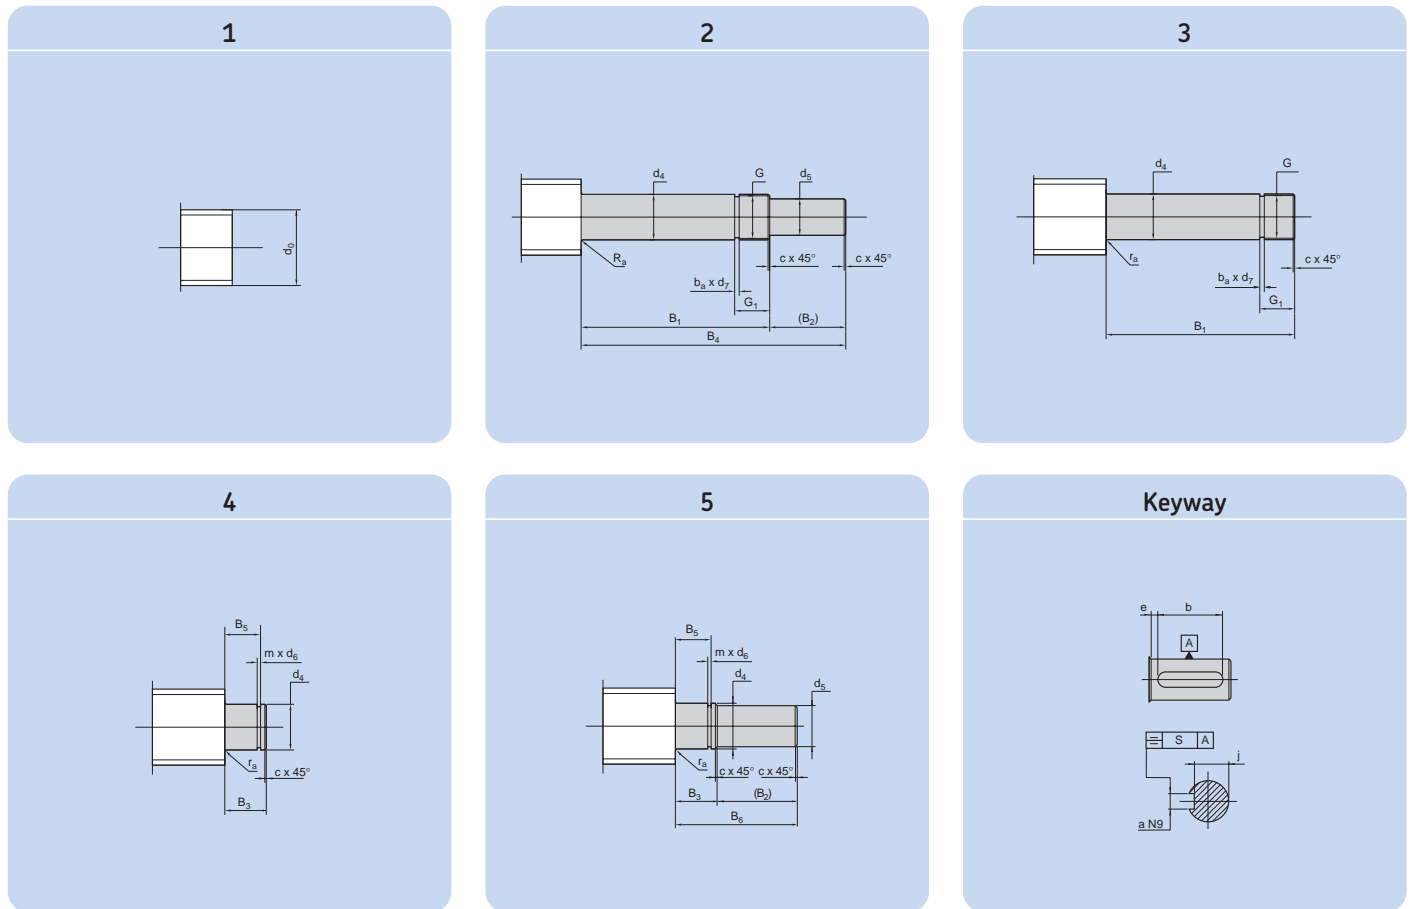 1
d₀
2
d₄
G
d₅
Rₐ
c x 45°
c x 45°
bₐ x d₇
G₁
B₁
(B₂)
B₄
3
d₄
G
rₐ
c x 45°
bₐ x d₇
G₁
B₁
4
B₅
m x d₆
d₄
rₐ
c x 45°
B₃
5
B₅
m x d₆
d₄
d₅
rₐ
c x 45°
c x 45°
B₃
(B₂)
B₆
Keyway
e
b
A
S
A
j
a N9